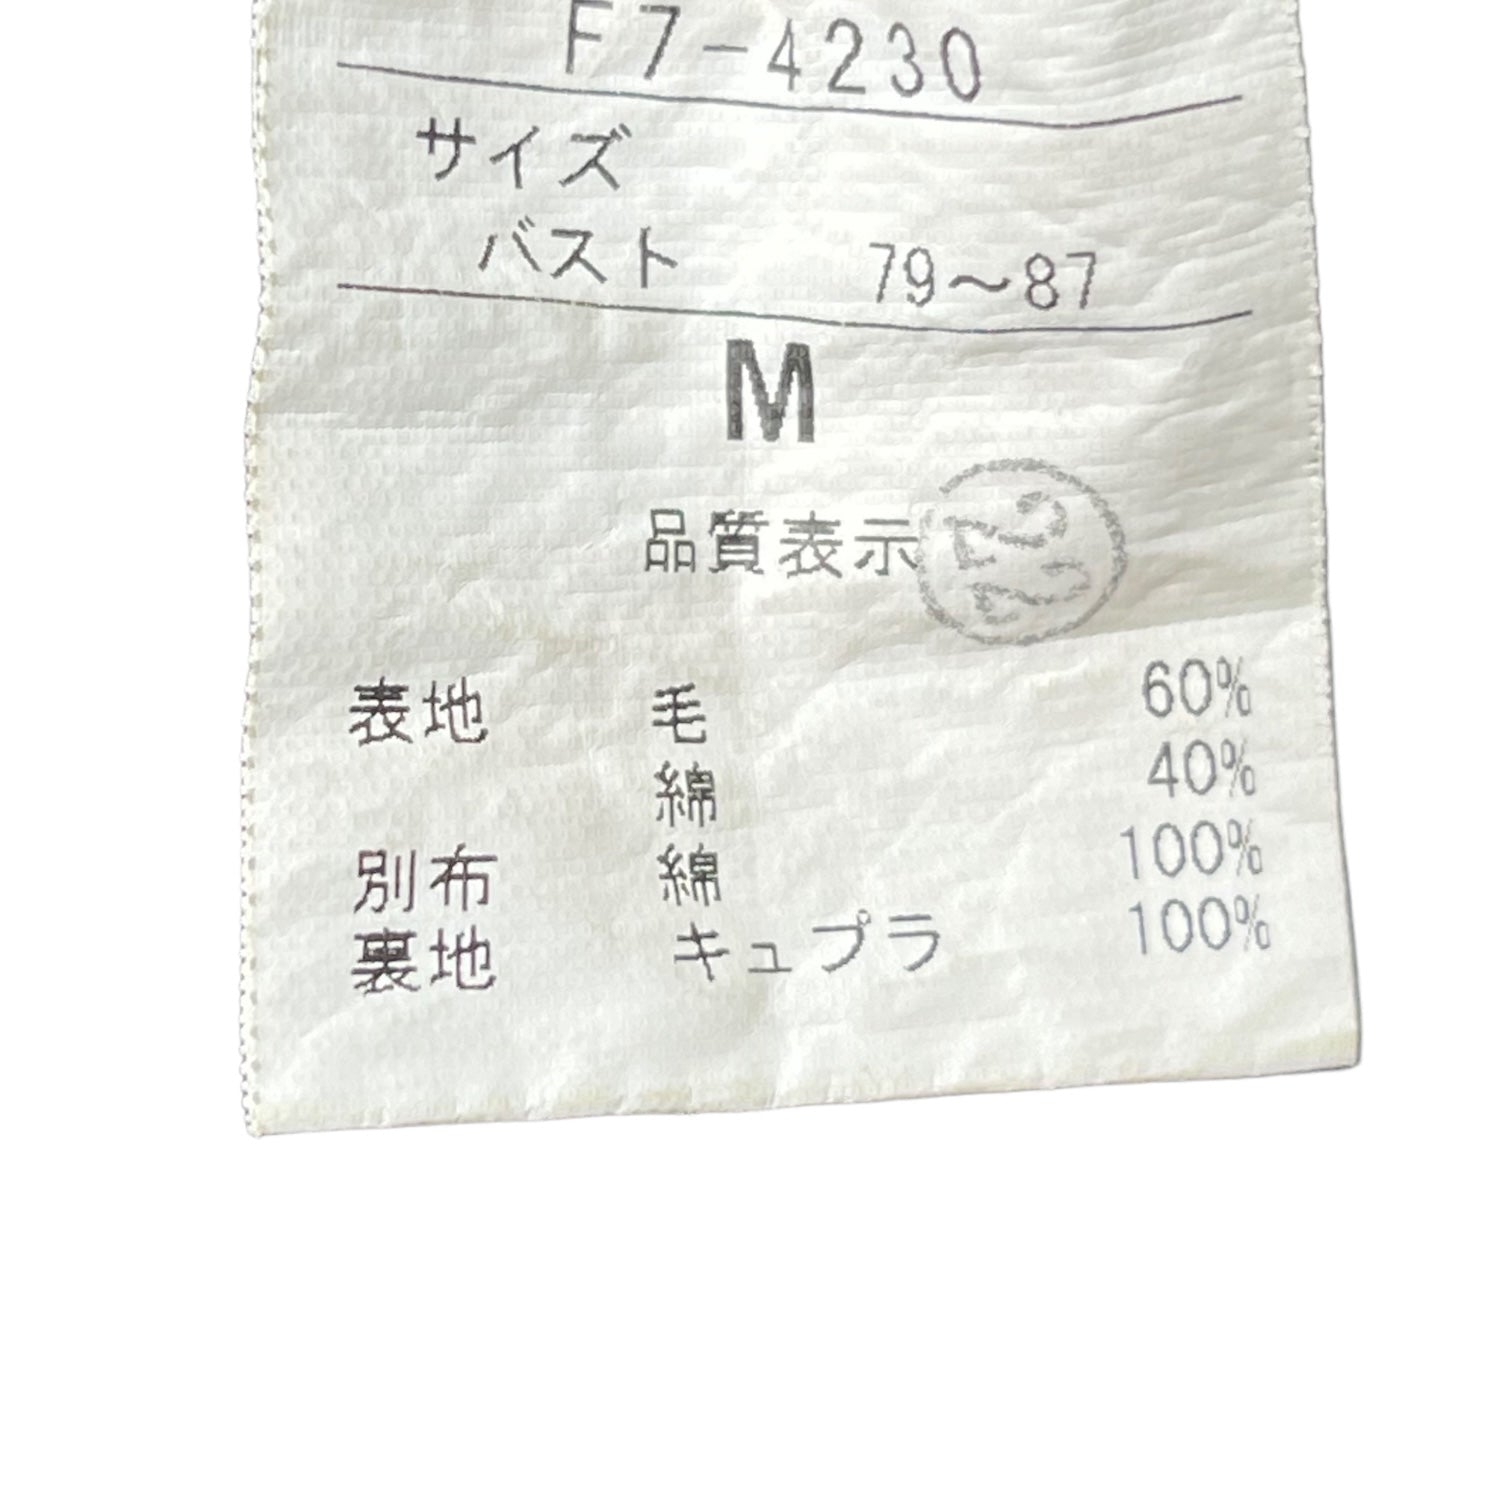 F7-4230
サイズ
バスト 79～87
M
品質表示
表地 毛 60%
綿 40%
別布 綿 100%
裏地 キュプラ 100%